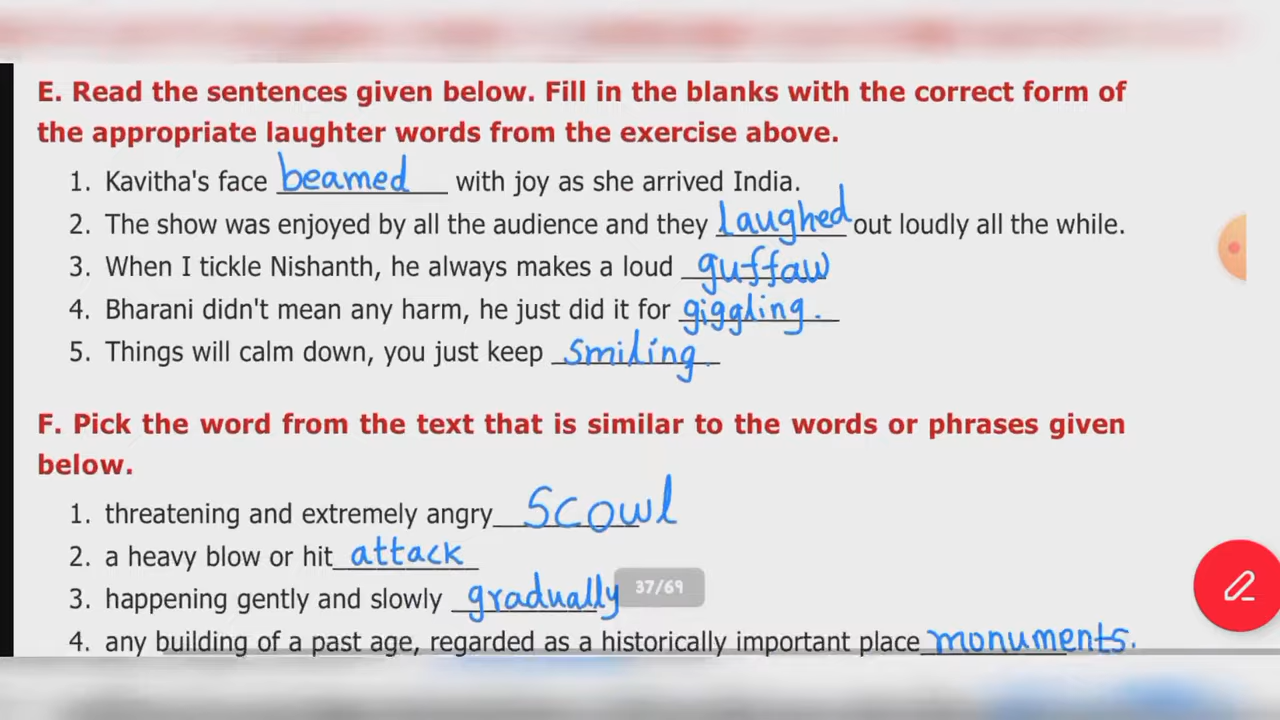 E. Read the sentences given below. Fill in the blanks with the correct form of
the appropriate laughter words from the exercise above.
1. Kavitha's face beamed with joy as she arrived India.
2. The show was enjoyed by all the audience and they laughed out loudly all the while.
3. When I tickle Nishanth, he always makes a loud guffaw
4. Bharani didn't mean any harm, he just did it for giggling.
5. Things will calm down, you just keep smiling.
F. Pick the word from the text that is similar to the words or phrases given
below.
1. threatening and extremely angry scowl
2. a heavy blow or hit attack
3. happening gently and slowly gradually
37/69
4. any building of a past age, regarded as a historically important place monuments.